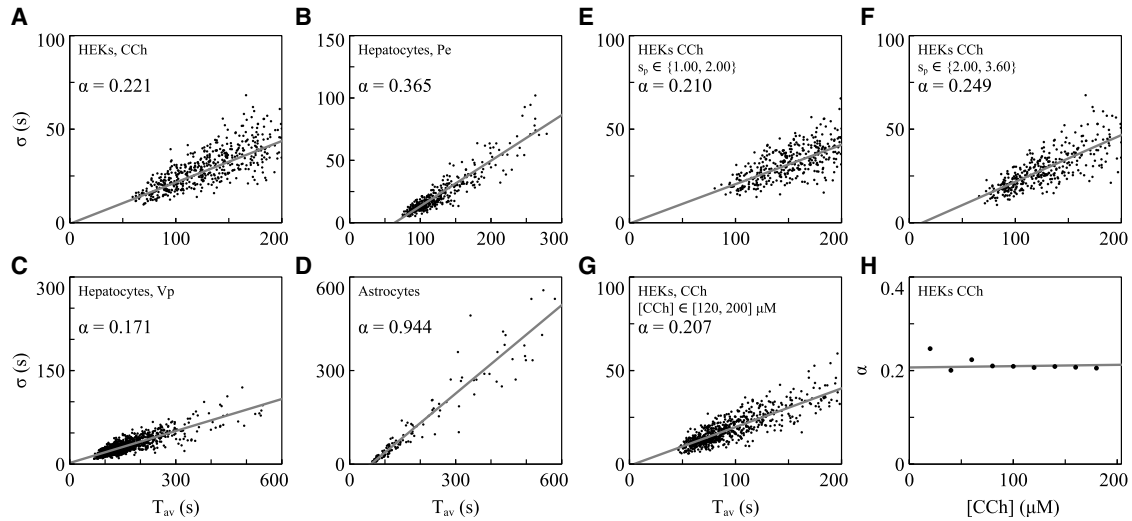 A
HEKs, CCh
α = 0.221
100
50
0
σ (s)
0
100
200
B
Hepatocytes, Pe
α = 0.365
150
100
50
0
0
100
200
300
E
HEKs CCh
sp ∈ {1.00, 2.00}
α = 0.210
100
50
0
0
100
200
F
HEKs CCh
sp ∈ {2.00, 3.60}
α = 0.249
100
50
0
0
100
200
C
Hepatocytes, Vp
α = 0.171
300
150
0
σ (s)
0
300
600
Tav (s)
D
Astrocytes
α = 0.944
600
300
0
0
300
600
Tav (s)
G
HEKs, CCh
[CCh] ∈ [120, 200] μM
α = 0.207
100
50
0
0
100
200
Tav (s)
H
HEKs CCh
0.4
0.2
0
α
0
100
200
[CCh] (μM)